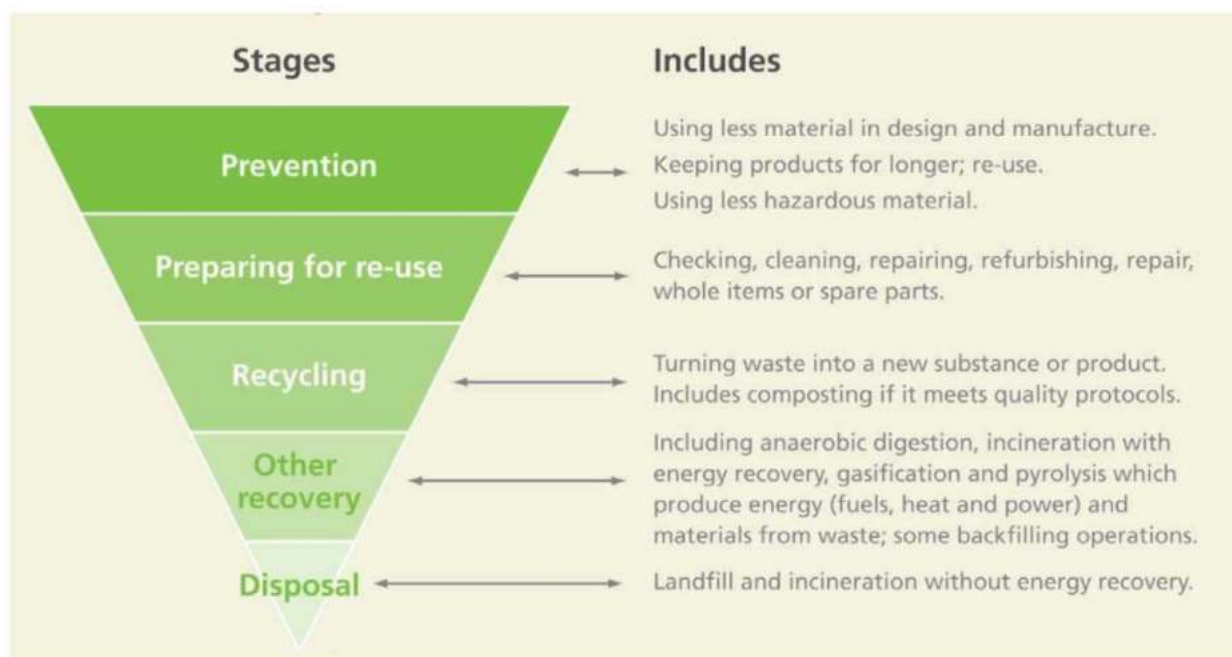 Stages
Includes
Prevention
Using less material in design and manufacture.
Keeping products for longer; re-use.
Using less hazardous material.
Preparing for re-use
Checking, cleaning, repairing, refurbishing, repair,
whole items or spare parts.
Recycling
Turning waste into a new substance or product.
Includes composting if it meets quality protocols.
Other
recovery
Including anaerobic digestion, incineration with
energy recovery, gasification and pyrolysis which
produce energy (fuels, heat and power) and
materials from waste; some backfilling operations.
Disposal
Landfill and incineration without energy recovery.